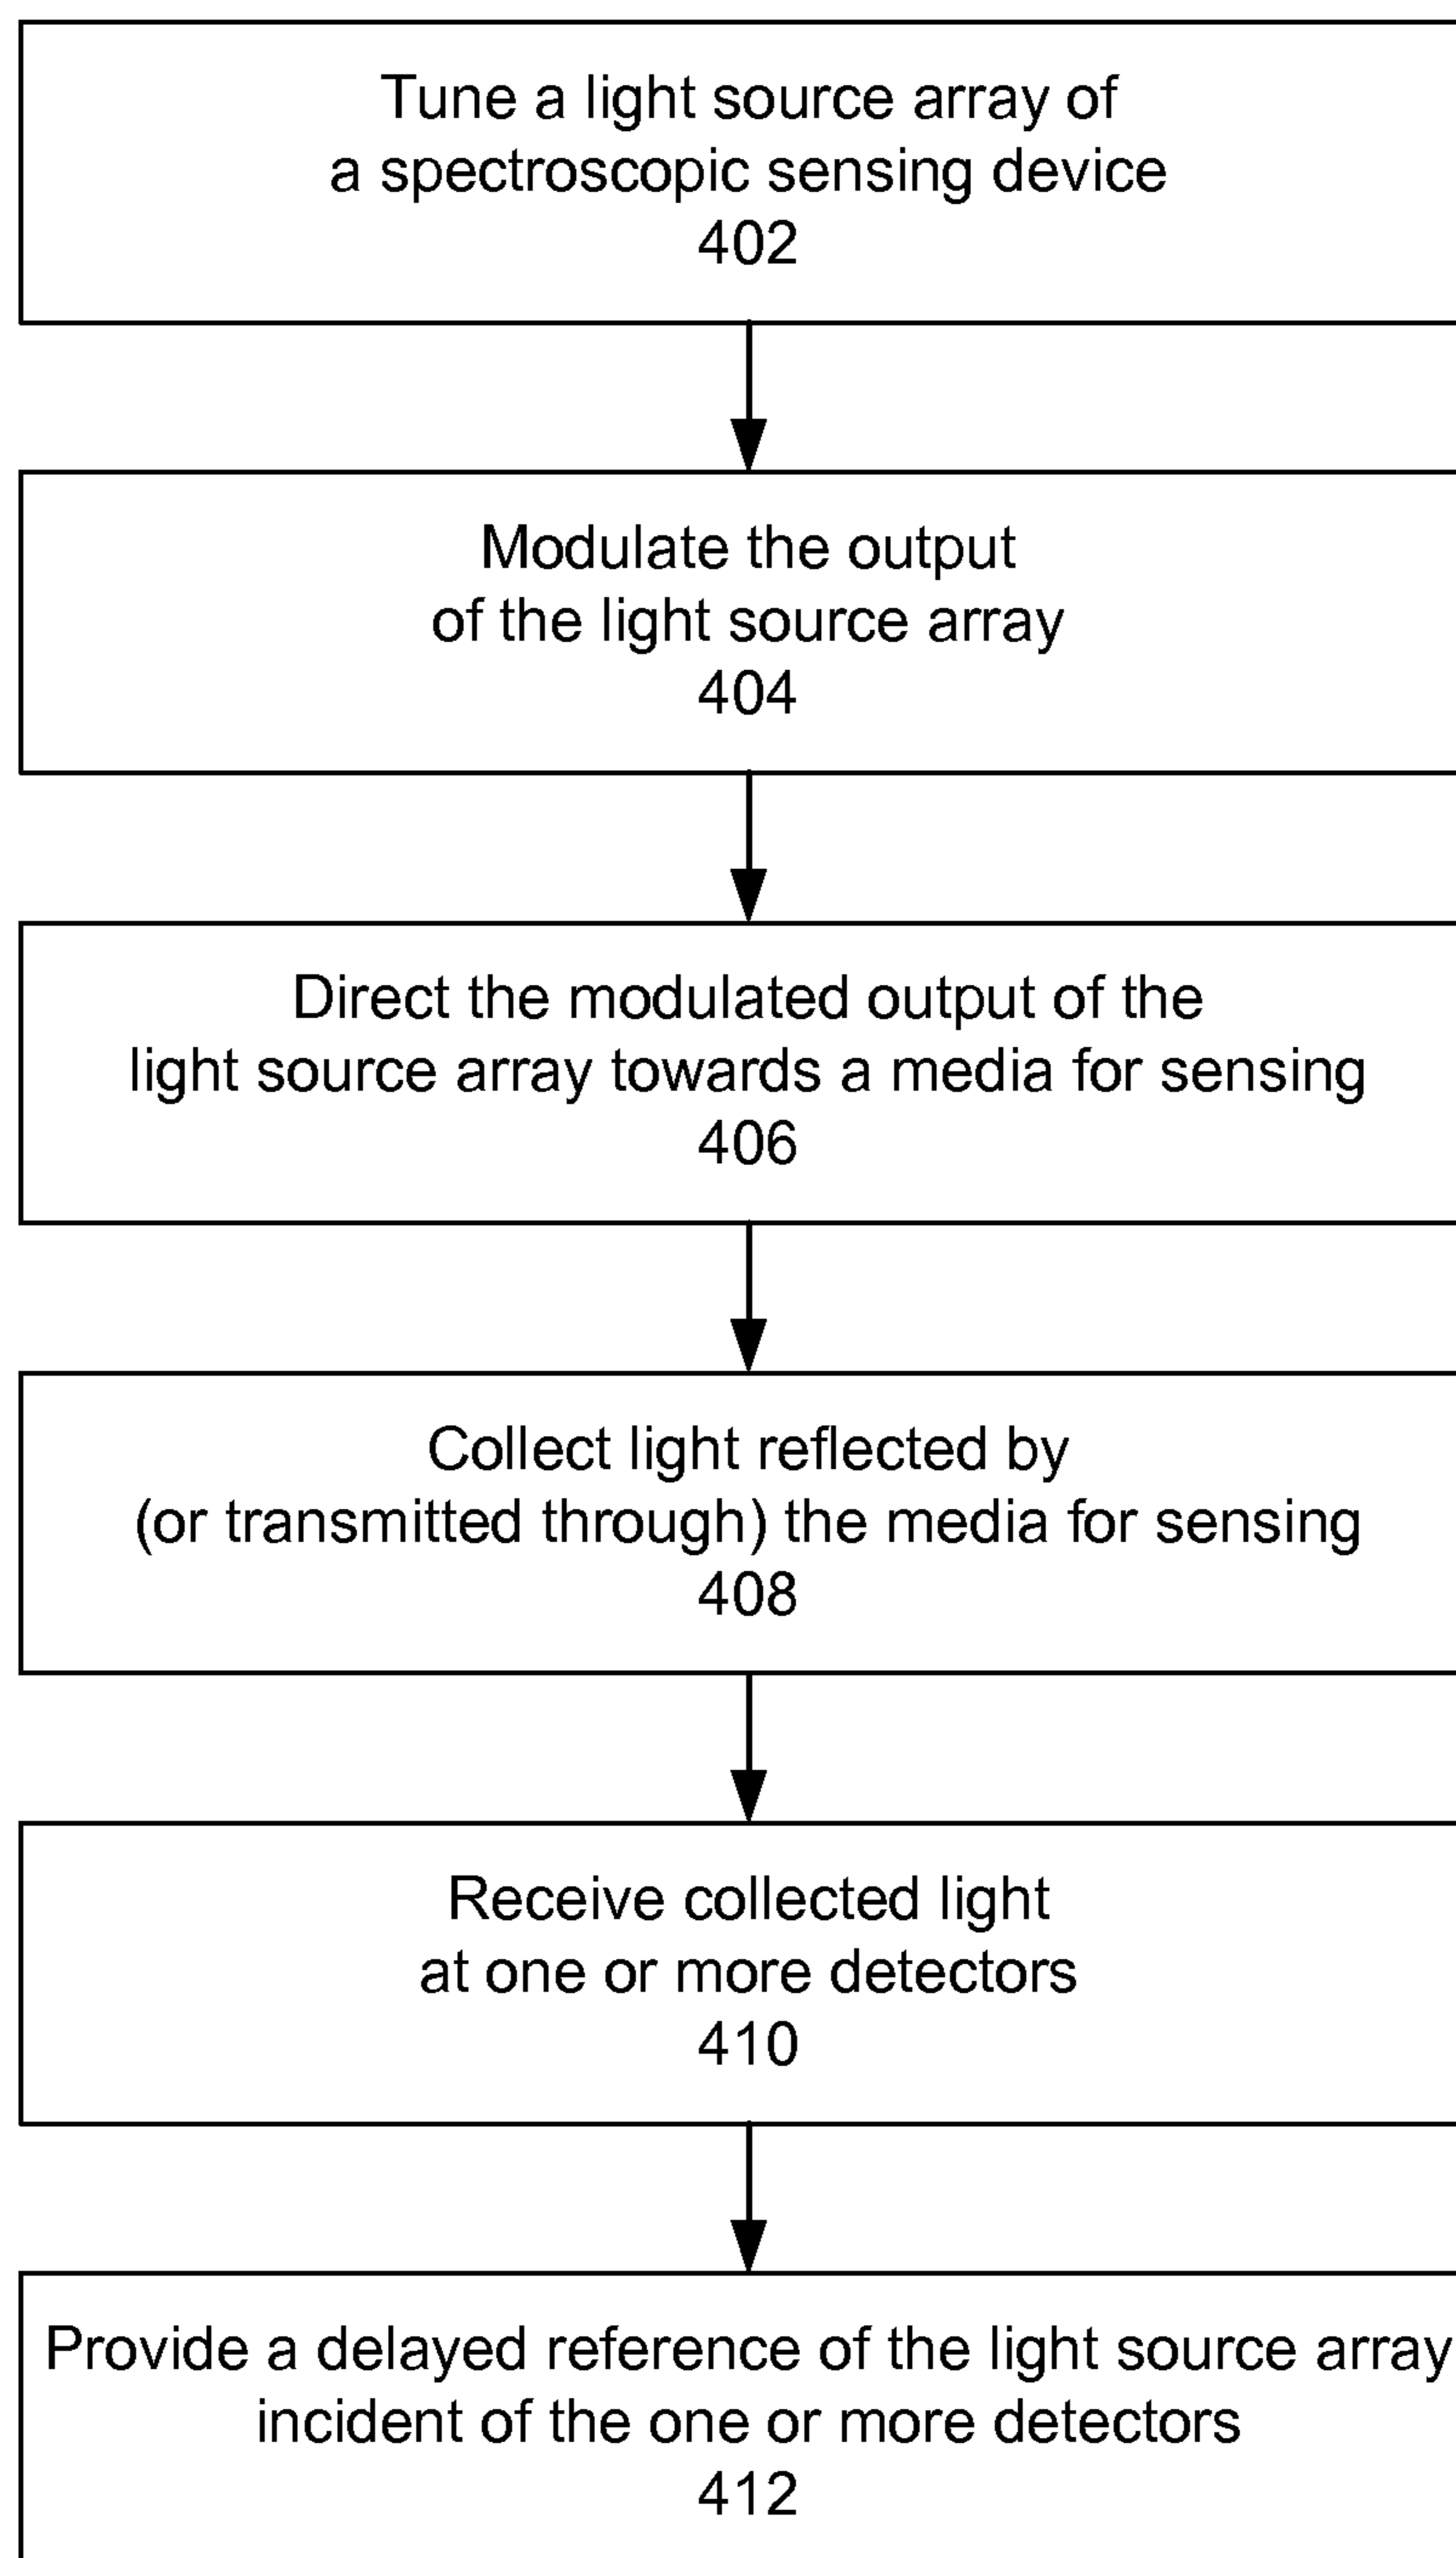 Tune a light source array of
a spectroscopic sensing device
402
Modulate the output
of the light source array
404
Direct the modulated output of the
light source array towards a media for sensing
406
Collect light reflected by
(or transmitted through) the media for sensing
408
Receive collected light
at one or more detectors
410
Provide a delayed reference of the light source array
incident of the one or more detectors
412